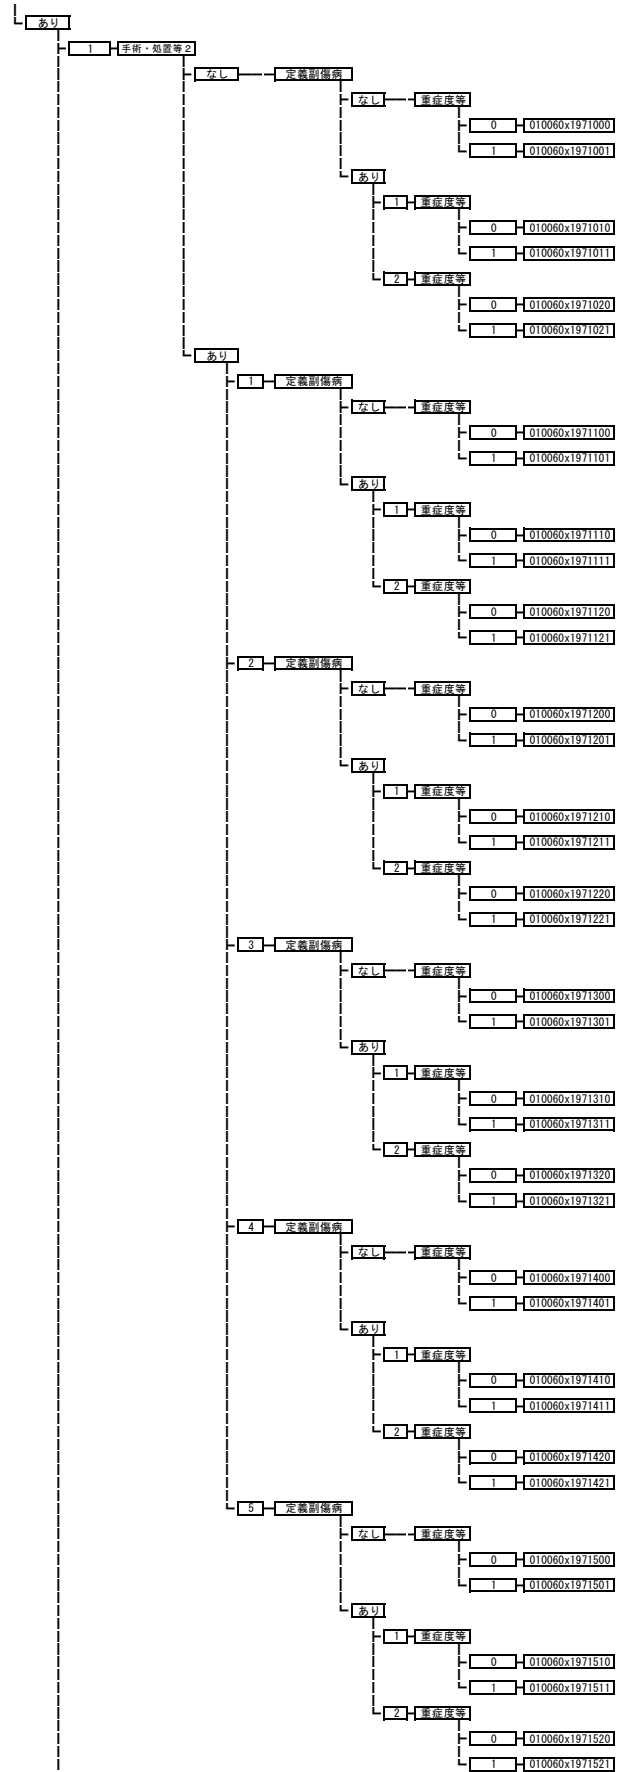 あり
1 手術・処置等2
なし 定義副傷病
なし 重症度等
0 010060x1971000
1 010060x1971001
あり
1 重症度等
0 010060x1971010
1 010060x1971011
2 重症度等
0 010060x1971020
1 010060x1971021
あり
1 定義副傷病
なし 重症度等
0 010060x1971100
1 010060x1971101
あり
1 重症度等
0 010060x1971110
1 010060x1971111
2 重症度等
0 010060x1971120
1 010060x1971121
2 定義副傷病
なし 重症度等
0 010060x1971200
1 010060x1971201
あり
1 重症度等
0 010060x1971210
1 010060x1971211
2 重症度等
0 010060x1971220
1 010060x1971221
3 定義副傷病
なし 重症度等
0 010060x1971300
1 010060x1971301
あり
1 重症度等
0 010060x1971310
1 010060x1971311
2 重症度等
0 010060x1971320
1 010060x1971321
4 定義副傷病
なし 重症度等
0 010060x1971400
1 010060x1971401
あり
1 重症度等
0 010060x1971410
1 010060x1971411
2 重症度等
0 010060x1971420
1 010060x1971421
5 定義副傷病
なし 重症度等
0 010060x1971500
1 010060x1971501
あり
1 重症度等
0 010060x1971510
1 010060x1971511
2 重症度等
0 010060x1971520
1 010060x1971521